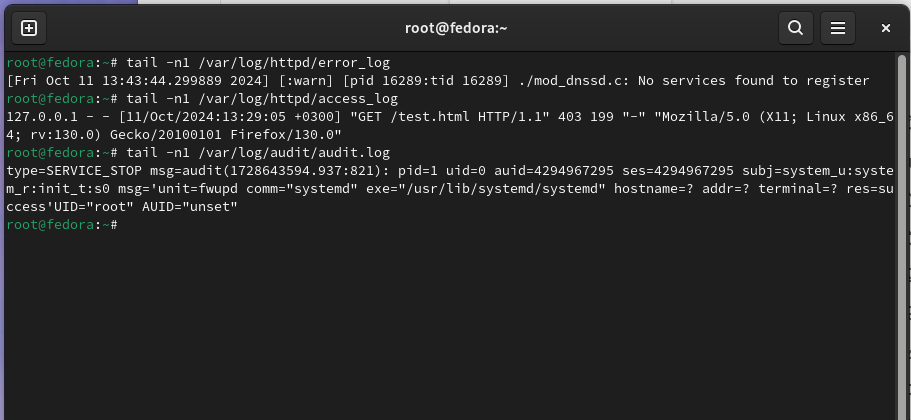 root@fedora:~
root@fedora:~# tail -n1 /var/log/httpd/error_log
[Fri Oct 11 13:43:44.299889 2024] [:warn] [pid 16289:tid 16289] ./mod_dnssd.c: No services found to register
root@fedora:~# tail -n1 /var/log/httpd/access_log
127.0.0.1 - - [11/Oct/2024:13:29:05 +0300] "GET /test.html HTTP/1.1" 403 199 "-" "Mozilla/5.0 (X11; Linux x86_6
4; rv:130.0) Gecko/20100101 Firefox/130.0"
root@fedora:~# tail -n1 /var/log/audit/audit.log
type=SERVICE_STOP msg=audit(1728643594.937:821): pid=1 uid=0 auid=4294967295 ses=4294967295 subj=system_u:syste
m_r:init_t:s0 msg='unit=fwupd comm="systemd" exe="/usr/lib/systemd/systemd" hostname=? addr=? terminal=? res=su
ccess'UID="root" AUID="unset"
root@fedora:~#